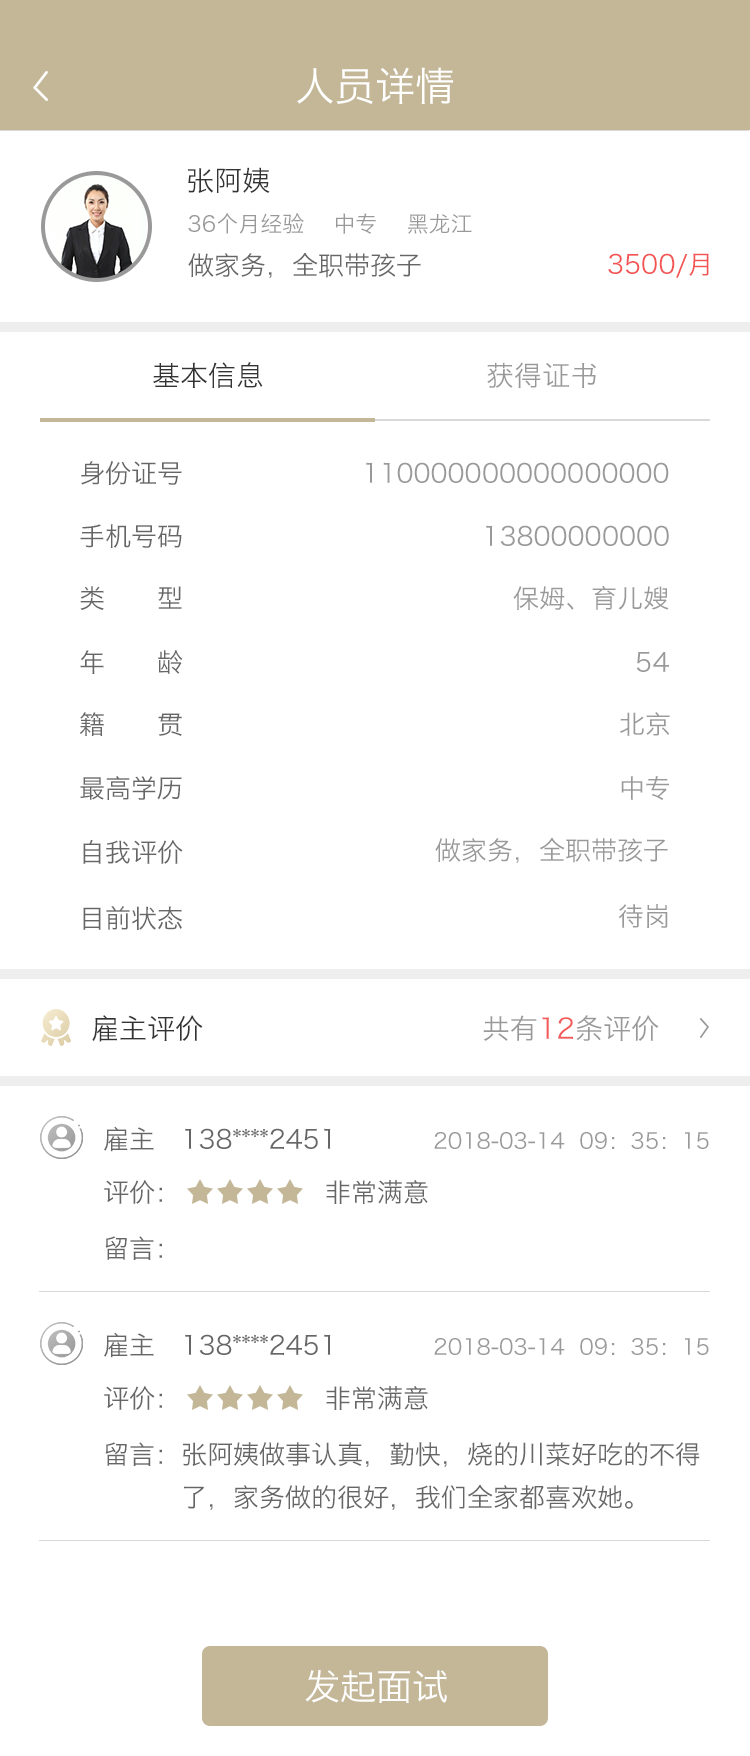 人员详情
张阿姨
36个月经验 中专 黑龙江
做家务，全职带孩子 3500/月
基本信息 获得证书
身份证号 110000000000000000
手机号码 13800000000
类型 保姆、育儿嫂
年龄 54
籍贯 北京
最高学历 中专
自我评价 做家务，全职带孩子
目前状态 待岗
雇主评价 共有12条评价
雇主 138****2451 2018-03-14 09：35：15
评价： 非常满意
留言：
雇主 138****2451 2018-03-14 09：35：15
评价： 非常满意
留言：张阿姨做事认真，勤快，烧的川菜好吃的不得
了，家务做的很好，我们全家都喜欢她。
发起面试